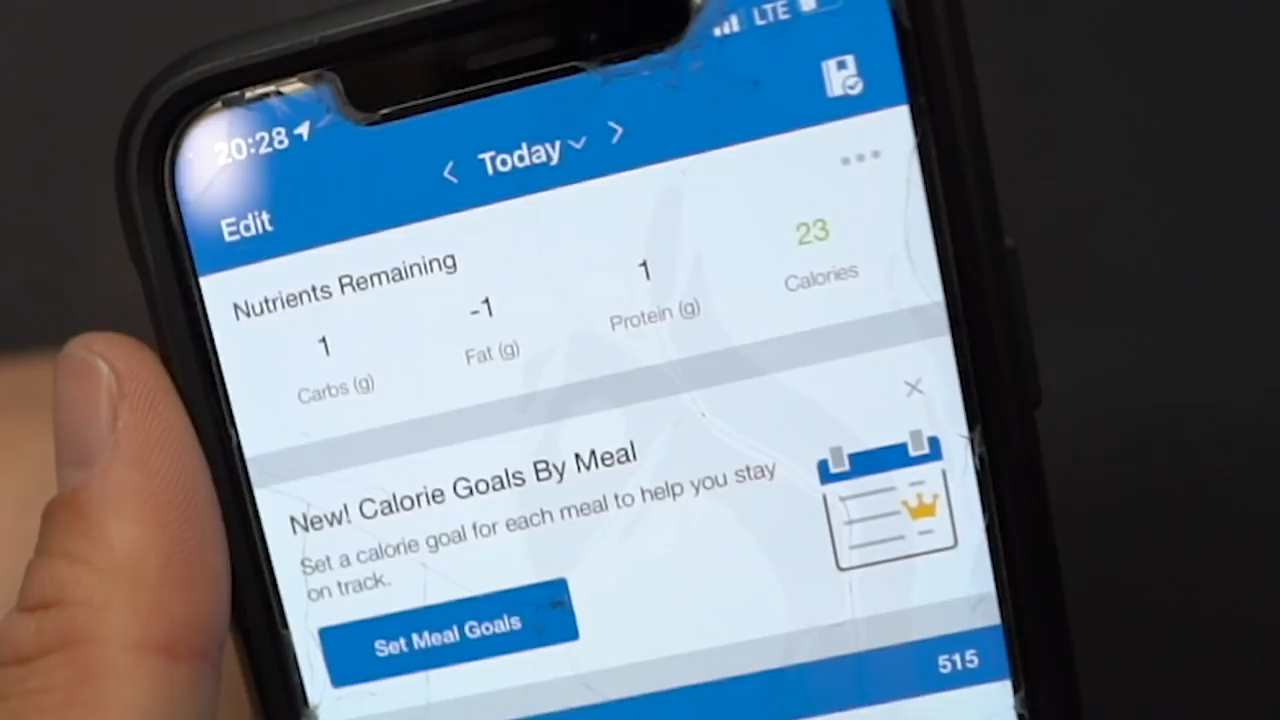 20:28
LTE
Today
Edit
Nutrients Remaining
1
-1
1
23
Carbs (g)
Fat (g)
Protein (g)
Calories
New! Calorie Goals By Meal
Set a calorie goal for each meal to help you stay
on track.
Set Meal Goals
515